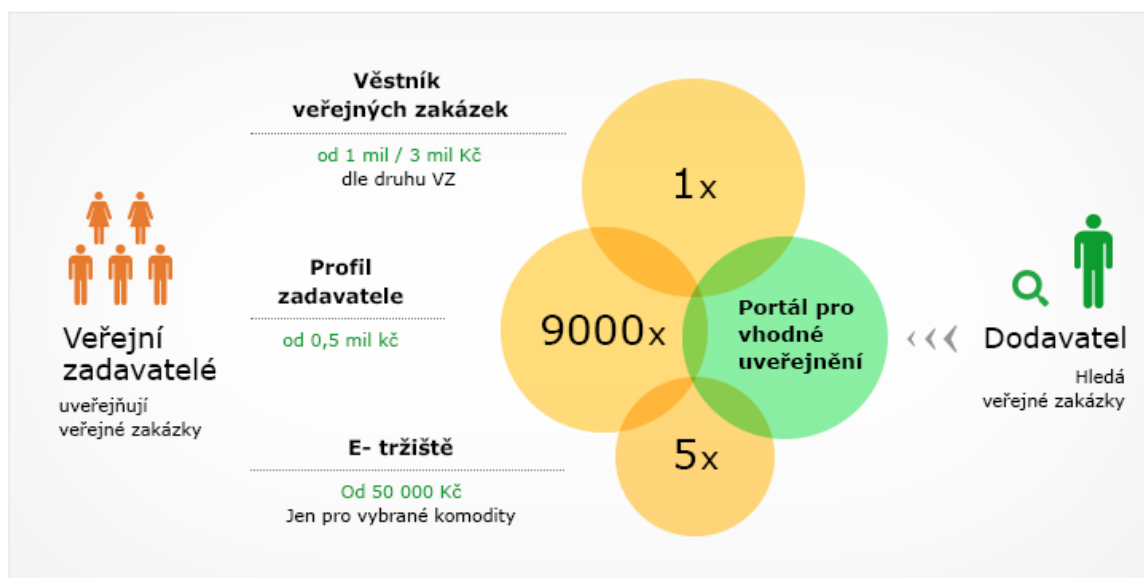 Věstník
veřejných zakázek
od 1 mil / 3 mil Kč
dle druhu VZ
1x
Veřejní
zadavatelé
uveřejňují
veřejné zakázky
Profil
zadavatele
od 0,5 mil kč
9000x
Portál pro
vhodné
uveřejnění
Dodavatel
Hledá
veřejné zakázky
E- tržiště
Od 50 000 Kč
Jen pro vybrané komodity
5x